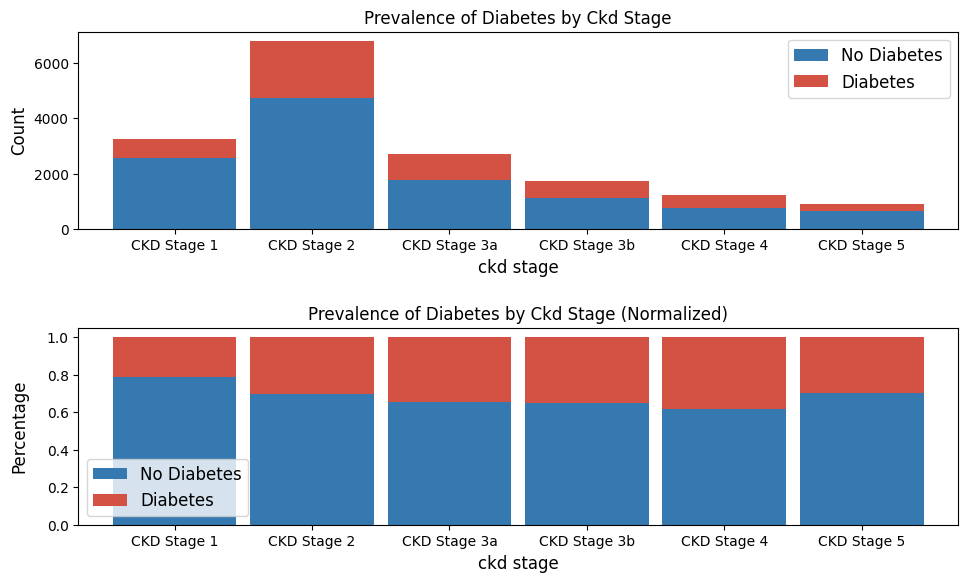 Prevalence of Diabetes by Ckd Stage
Count
6000
4000
2000
0
No Diabetes
Diabetes
CKD Stage 1 CKD Stage 2 CKD Stage 3a CKD Stage 3b CKD Stage 4 CKD Stage 5
ckd stage
Prevalence of Diabetes by Ckd Stage (Normalized)
Percentage
1.0
0.8
0.6
0.4
0.2
0.0
No Diabetes
Diabetes
CKD Stage 1 CKD Stage 2 CKD Stage 3a CKD Stage 3b CKD Stage 4 CKD Stage 5
ckd stage